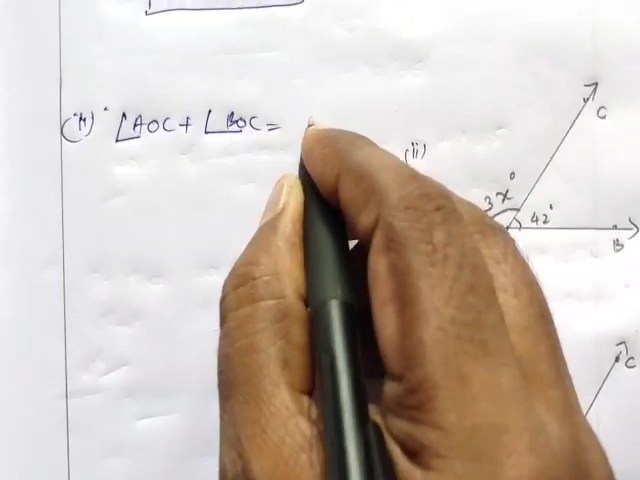 (ii) ∠AOC + ∠BOC =
(ii)
C
3x°
42°
B
C